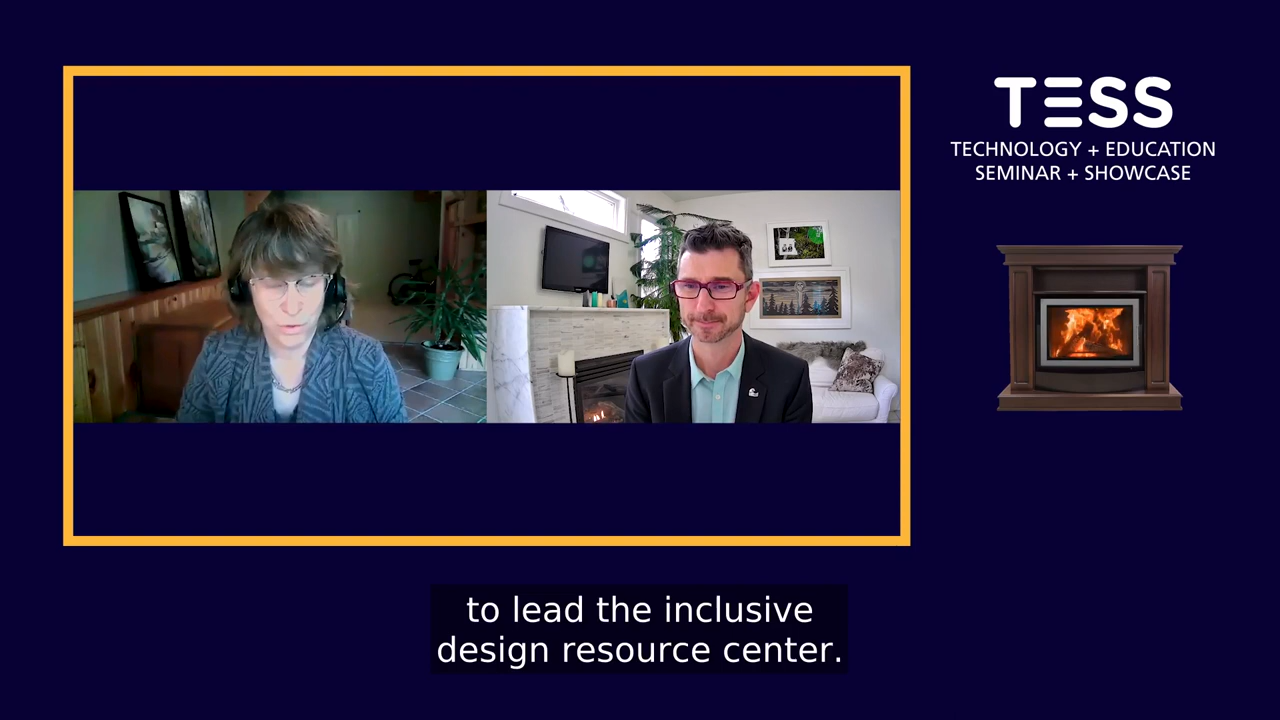 TESS
TECHNOLOGY + EDUCATION
SEMINAR + SHOWCASE
to lead the inclusive
design resource center.